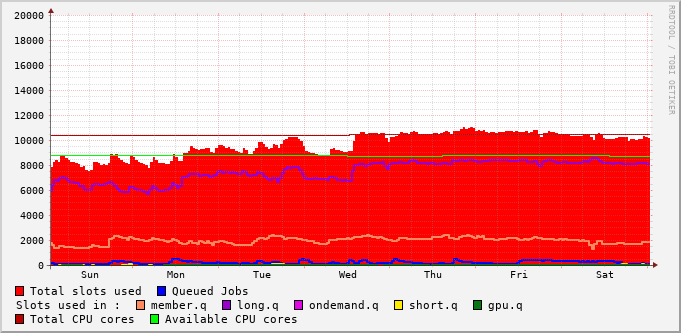 20000
18000
16000
14000
12000
10000
8000
6000
4000
2000
0
Sun Mon Tue Wed Thu Fri Sat
RRDTOOL / TOBI OETIKER
Total slots used Queued Jobs
Slots used in : member.q long.q ondemand.q short.q gpu.q
Total CPU cores Available CPU cores